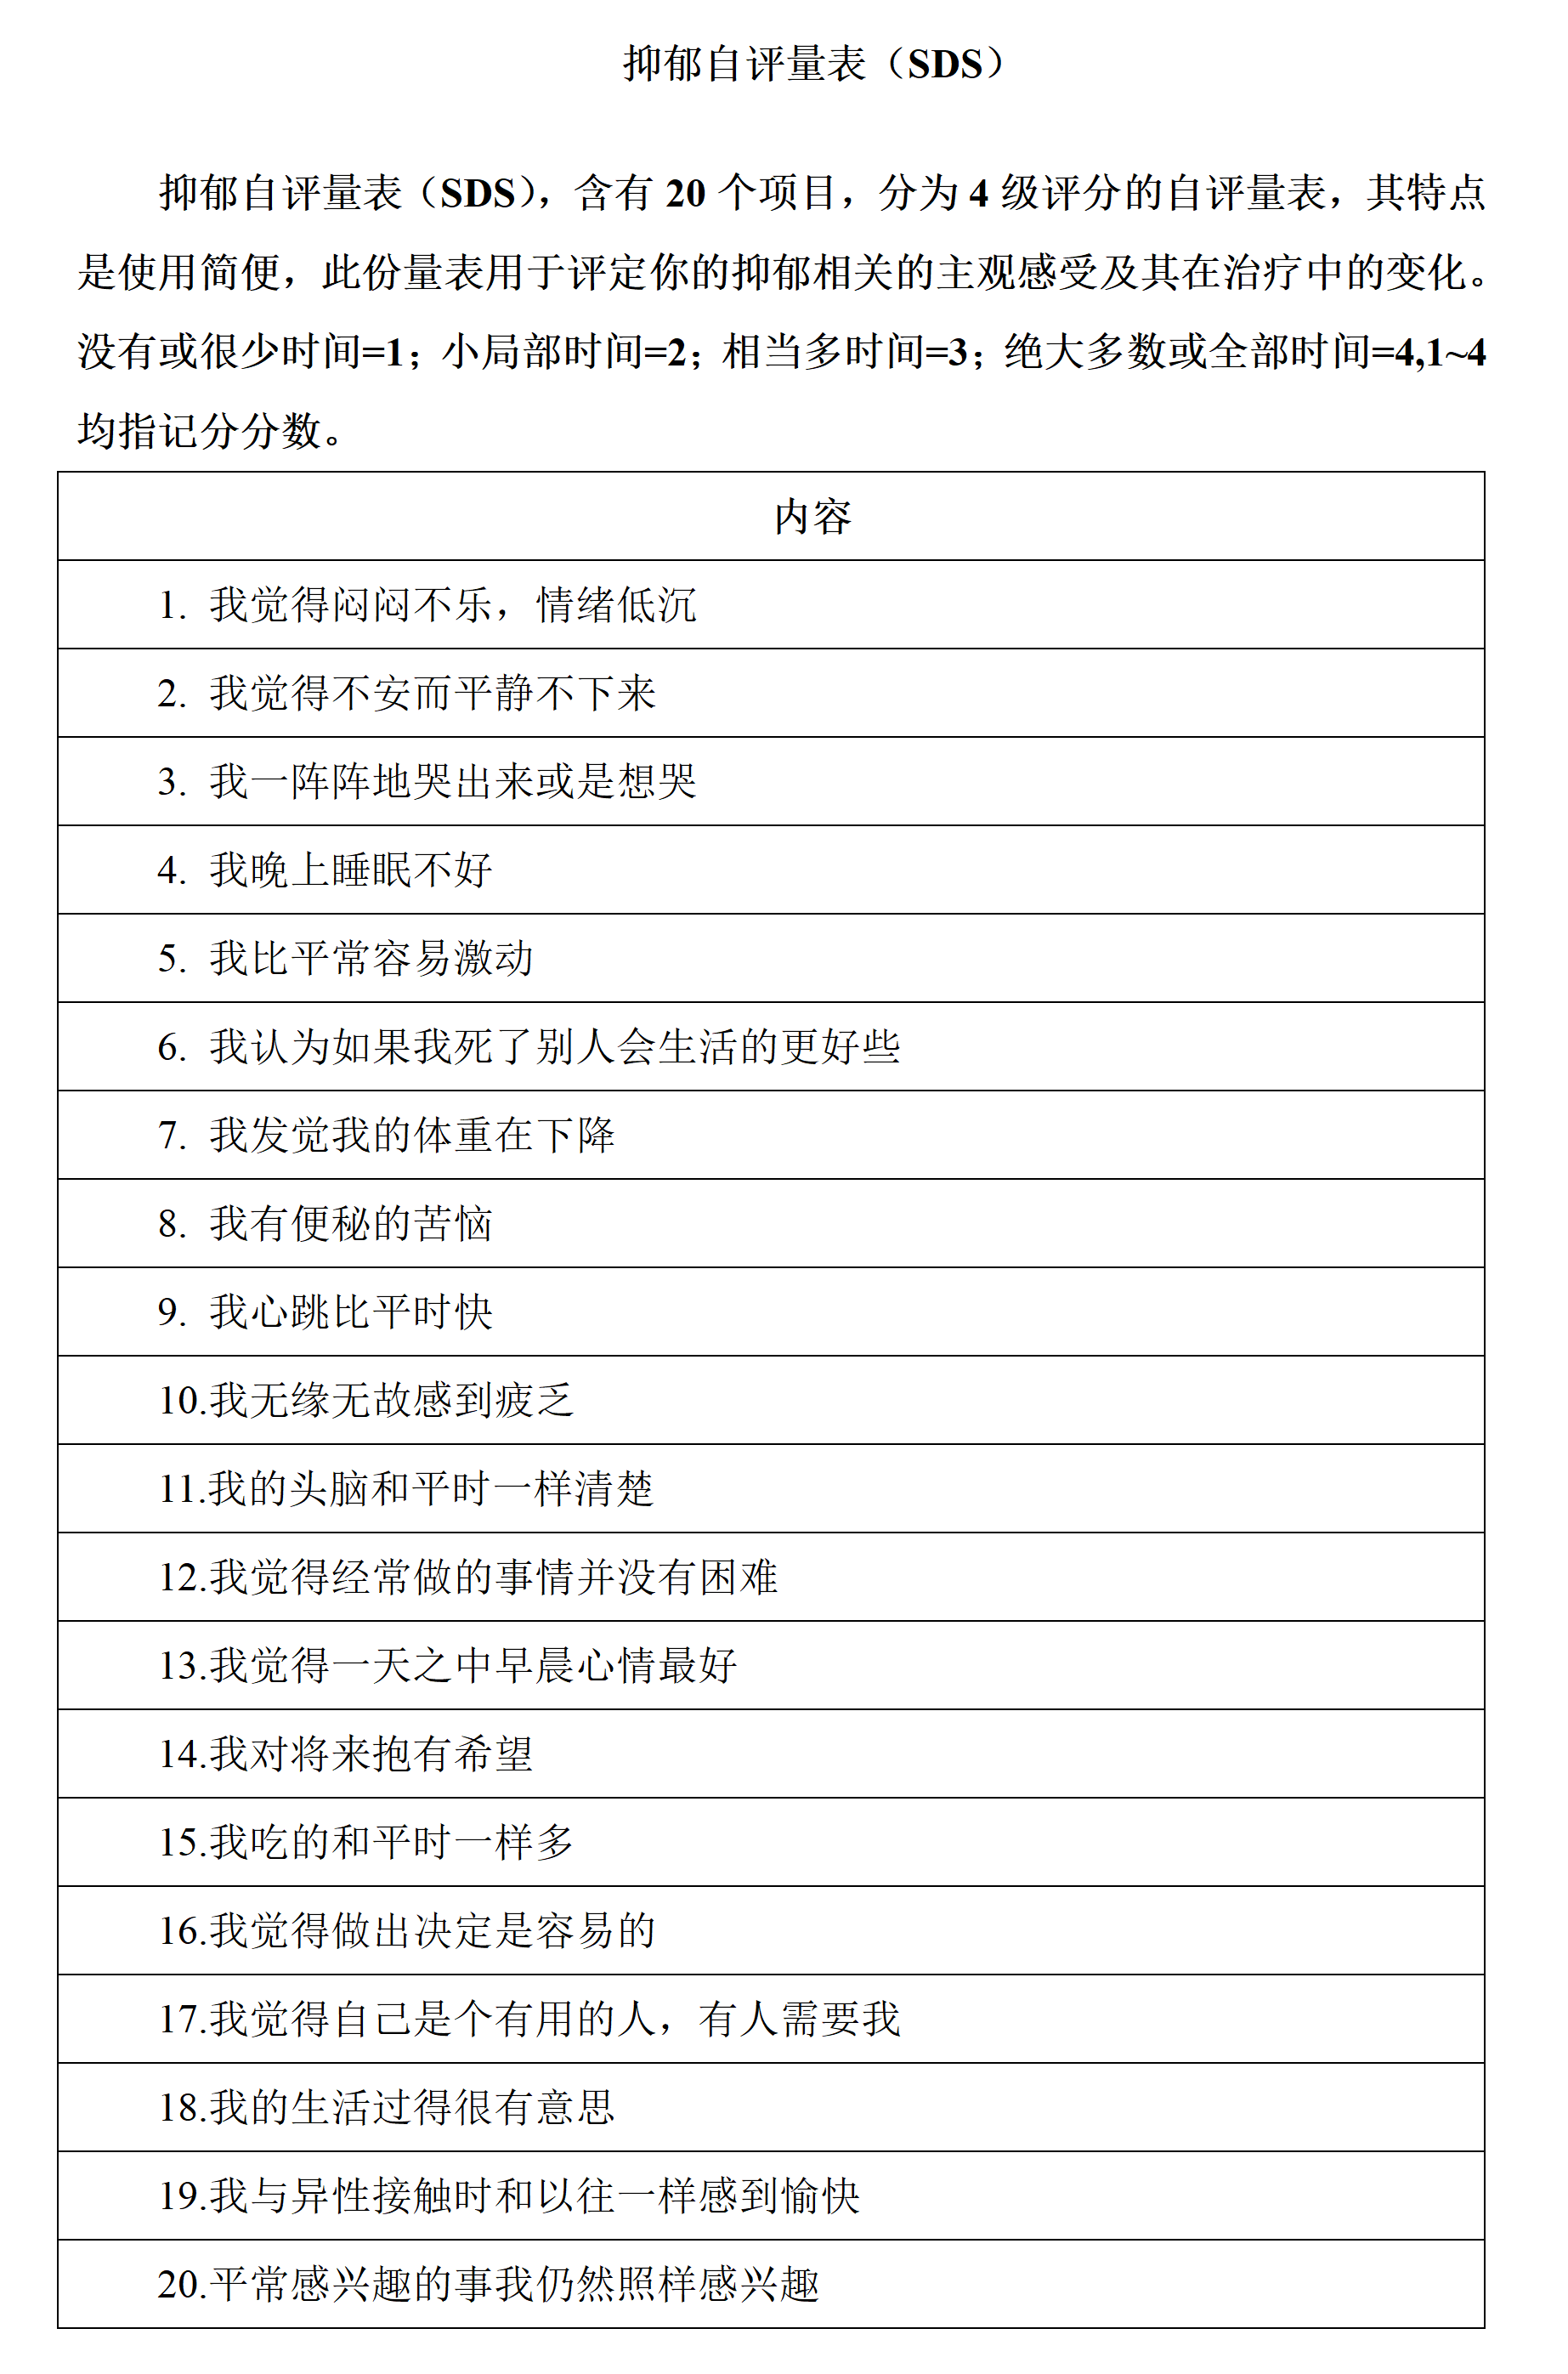 抑郁自评量表（SDS）
抑郁自评量表（SDS），含有 20 个项目，分为 4 级评分的自评量表，其特点
是使用简便，此份量表用于评定你的抑郁相关的主观感受及其在治疗中的变化。
没有或很少时间=1；小局部时间=2；相当多时间=3；绝大多数或全部时间=4,1~4
均指记分分数。
内容
1. 我觉得闷闷不乐，情绪低沉
2. 我觉得不安而平静不下来
3. 我一阵阵地哭出来或是想哭
4. 我晚上睡眠不好
5. 我比平常容易激动
6. 我认为如果我死了别人会生活的更好些
7. 我发觉我的体重在下降
8. 我有便秘的苦恼
9. 我心跳比平时快
10.我无缘无故感到疲乏
11.我的头脑和平时一样清楚
12.我觉得经常做的事情并没有困难
13.我觉得一天之中早晨心情最好
14.我对将来抱有希望
15.我吃的和平时一样多
16.我觉得做出决定是容易的
17.我觉得自己是个有用的人，有人需要我
18.我的生活过得很有意思
19.我与异性接触时和以往一样感到愉快
20.平常感兴趣的事我仍然照样感兴趣